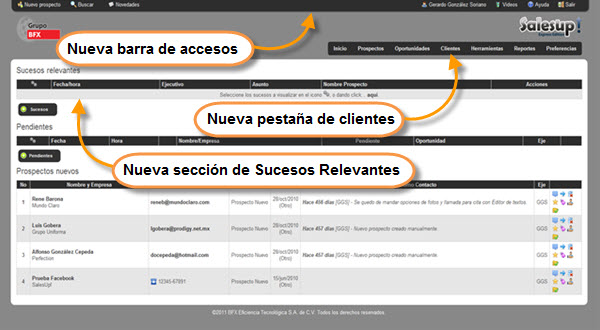 Nuevo prospecto Buscar Novedades Gerardo González Soriano Videos Ayuda Salir
Grupo
BFX
Salesup!
Nueva barra de accesos
Inicio Prospectos Oportunidades Clientes Herramientas Reportes Preferencias
Sucesos relevantes
Fecha/hora Ejecutivo Asunto Nombre Prospecto Acciones
Seleccione los sucesos a visualizar en el icono , o dando click... aquí.
Sucesos
Nueva pestaña de clientes
Pendientes
Fecha Hora Nombre/Empresa Pendiente Oportunidad Eje
Pendientes
Nueva sección de Sucesos Relevantes
Prospectos nuevos
No Nombre y Empresa Contacto Eje
1 Rene Barona reneb@mundoclaro.com Prospecto Nuevo 28/oct/2010 Hace 456 días [GGS] - Se puedo de mandar opciones de fotos y llamada para cita con Editor de textos. GGS
Mundo Claro (Otro)
2 Luis Gobera lgobera@prodigy.net.mx Prospecto Nuevo 28/oct/2010 Hace 457 días [GGS] - Nuevo prospecto creado manualmente. GGS
Grupo Uniforma (Otro)
3 Alfonso González Cepeda docepeda@hotmail.com Prospecto Nuevo 28/oct/2010 Hace 457 días [GGS] - Nuevo prospecto creado manualmente. GGS
Perfection (Otro)
4 Prueba Facebook 12345-67891 Prospecto Nuevo 15/jun/2010 GGS
SalesUp! (Otro)
©2011 BFX Eficiencia Tecnológica S.A. de C.V. Todos los derechos reservados.